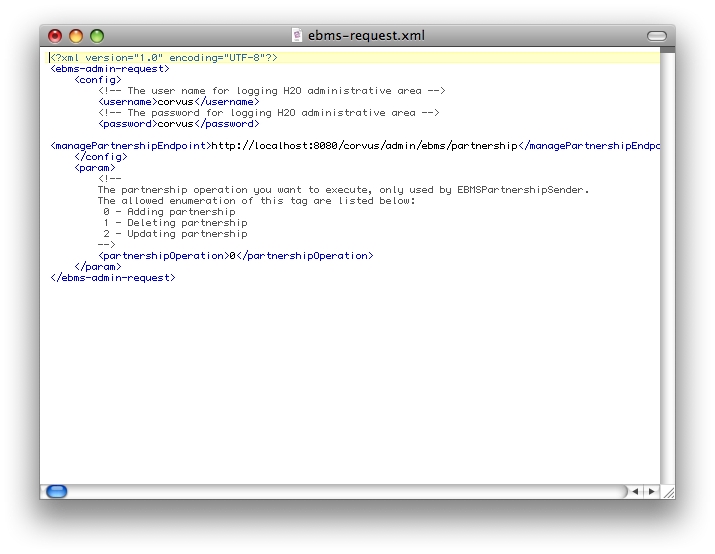 ebms-request.xml
<?xml version="1.0" encoding="UTF-8"?>
<ebms-admin-request>
    <config>
        <!-- The user name for logging H2O administrative area -->
        <username>corvus</username>
        <!-- The password for logging H2O administrative area -->
        <password>corvus</password>

<managePartnershipEndpoint>http://localhost:8080/corvus/admin/ebms/partnership</managePartnershipEndpo
    </config>
    <param>
        <!--
        The partnership operation you want to execute, only used by EBMSPartnershipSender.
        The allowed enumeration of this tag are listed below:
         0 - Adding partnership
         1 - Deleting partnership
         2 - Updating partnership
        -->
        <partnershipOperation>0</partnershipOperation>
    </param>
</ebms-admin-request>